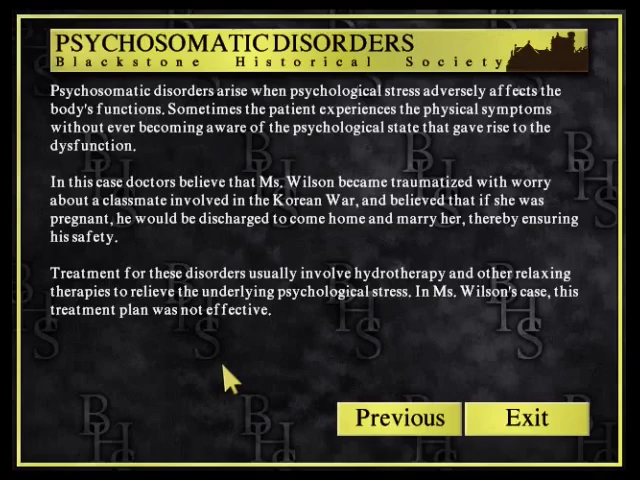 PSYCHOSOMATIC DISORDERS
Blackstone Historical Society
Psychosomatic disorders arise when psychological stress adversely affects the
body's functions. Sometimes the patient experiences the physical symptoms
without ever becoming aware of the psychological state that gave rise to the
dysfunction.
In this case doctors believe that Ms. Wilson became traumatized with worry
about a classmate involved in the Korean War, and believed that if she was
pregnant, he would be discharged to come home and marry her, thereby ensuring
his safety.
Treatment for these disorders usually involve hydrotherapy and other relaxing
therapies to relieve the underlying psychological stress. In Ms. Wilson's case, this
treatment plan was not effective.
Previous Exit